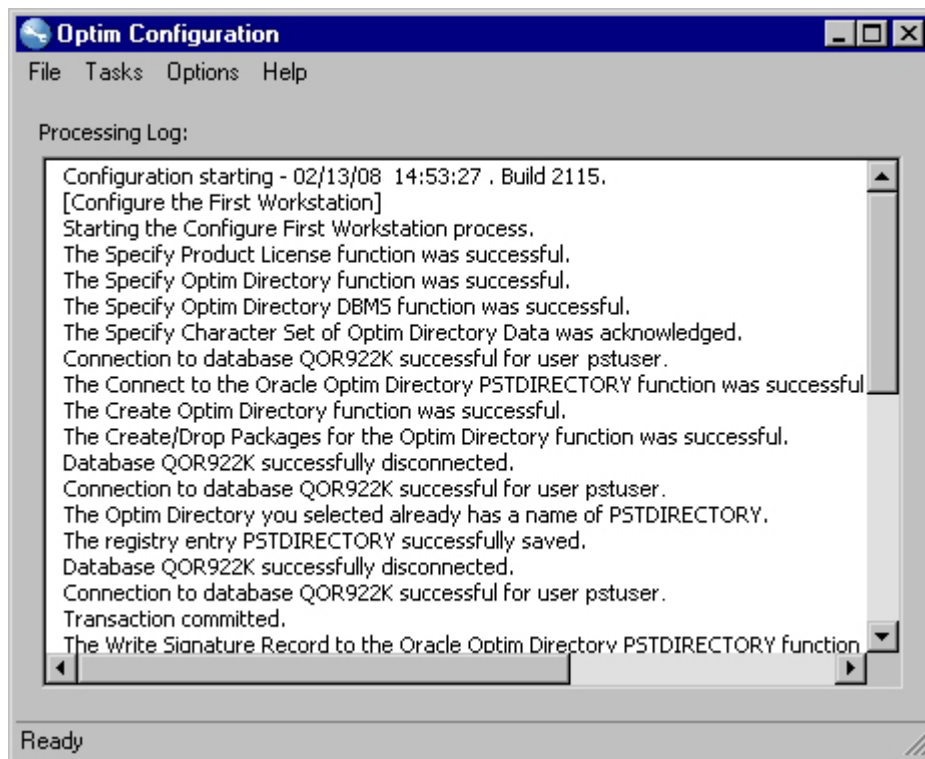 Optim Configuration
File Tasks Options Help
Processing Log:
Configuration starting - 02/13/08 14:53:27 . Build 2115.
[Configure the First Workstation]
Starting the Configure First Workstation process.
The Specify Product License function was successful.
The Specify Optim Directory function was successful.
The Specify Optim Directory DBMS function was successful.
The Specify Character Set of Optim Directory Data was acknowledged.
Connection to database QOR922K successful for user pstuser.
The Connect to the Oracle Optim Directory PSTDIRECTORY function was successful
The Create Optim Directory function was successful.
The Create/Drop Packages for the Optim Directory function was successful.
Database QOR922K successfully disconnected.
Connection to database QOR922K successful for user pstuser.
The Optim Directory you selected already has a name of PSTDIRECTORY.
The registry entry PSTDIRECTORY successfully saved.
Database QOR922K successfully disconnected.
Connection to database QOR922K successful for user pstuser.
Transaction committed.
The Write Signature Record to the Oracle Optim Directory PSTDIRECTORY function
Ready